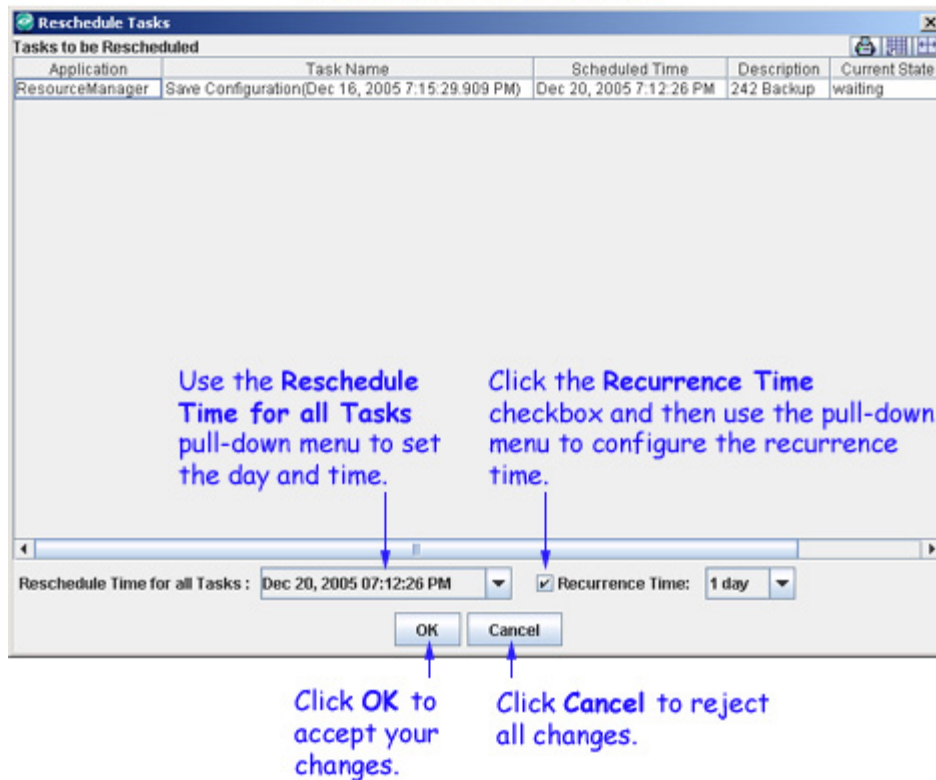 Reschedule Tasks
Tasks to be Rescheduled
Application Task Name Scheduled Time Description Current State
ResourceManager Save Configuration(Dec 16, 2005 7:15:29.909 PM) Dec 20, 2005 7:12:26 PM 242 Backup waiting
Use the Reschedule
Time for all Tasks
pull-down menu to set
the day and time.
Click the Recurrence Time
checkbox and then use the pull-down
menu to configure the recurrence
time.
Reschedule Time for all Tasks : Dec 20, 2005 07:12:26 PM Recurrence Time: 1 day
OK Cancel
Click OK to
accept your
changes.
Click Cancel to reject
all changes.